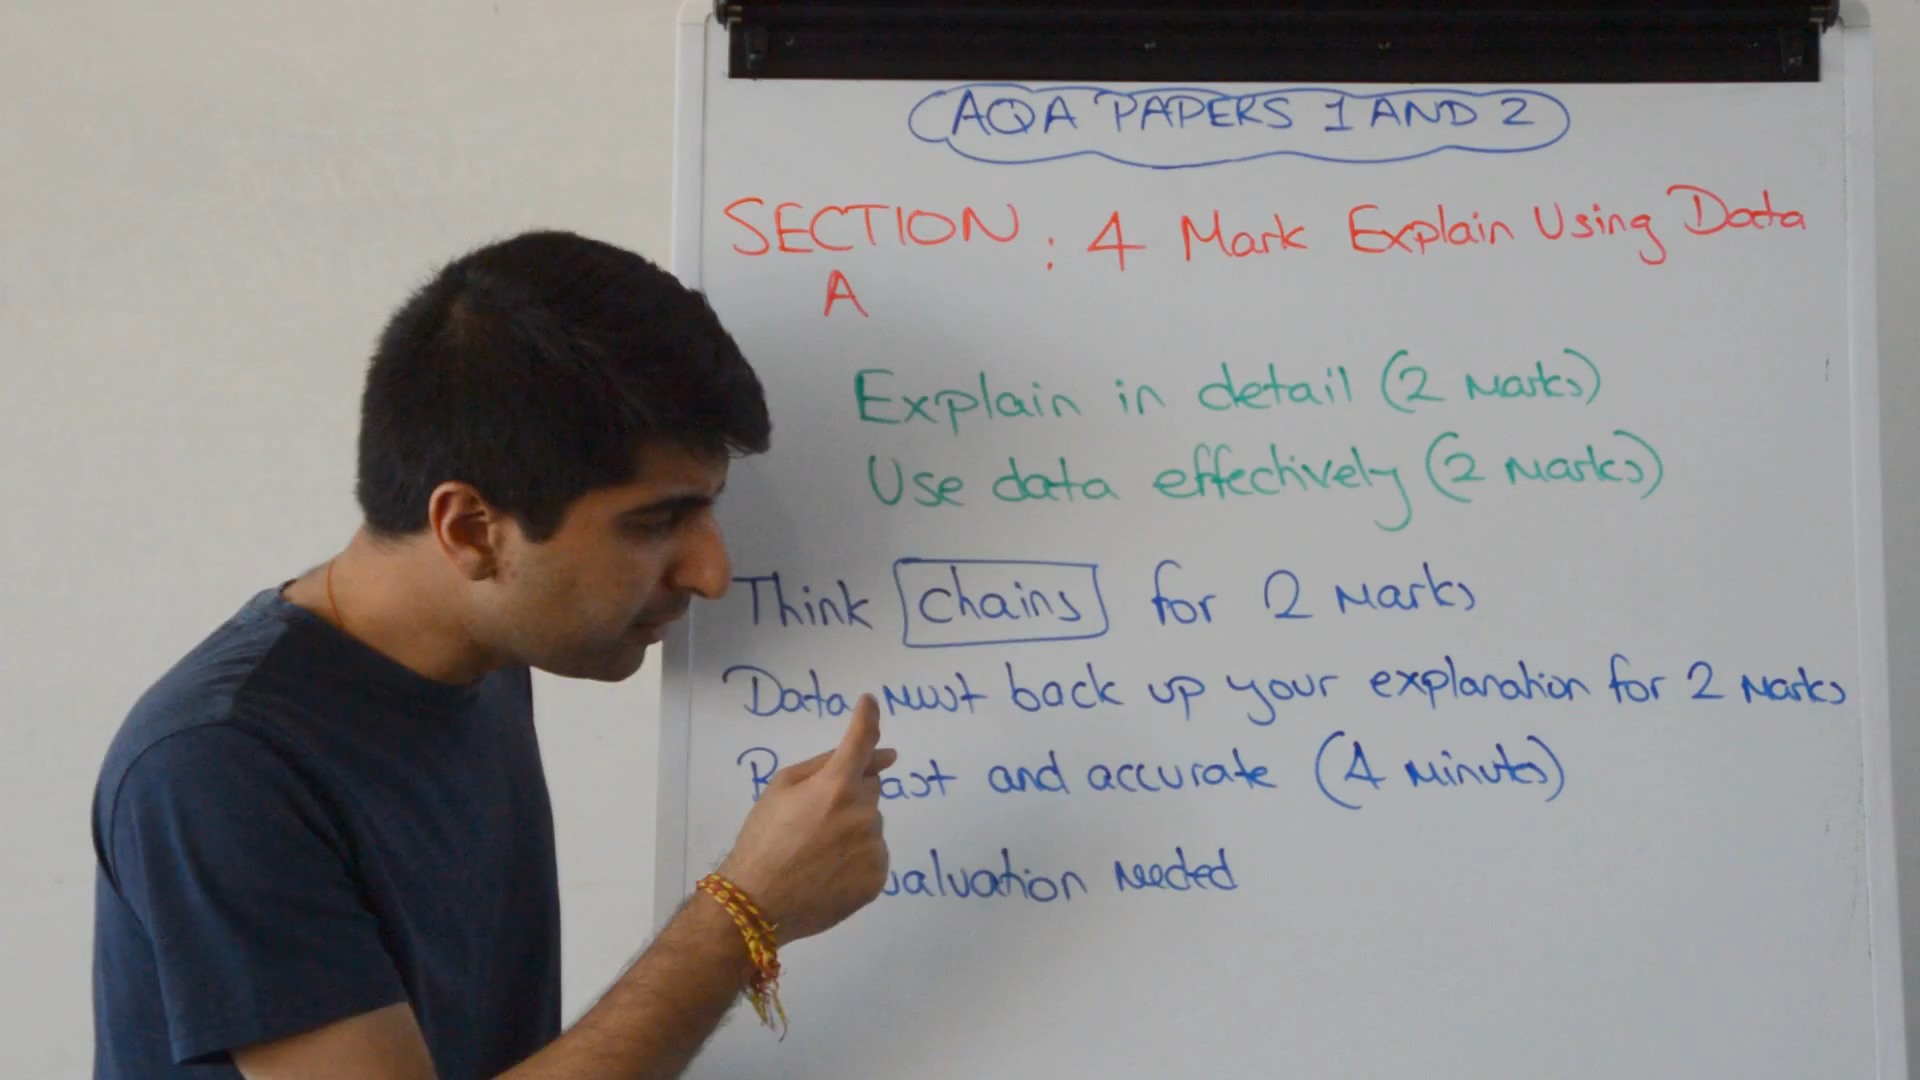 AQA PAPERS 1 AND 2
SECTION A : 4 Mark Explain Using Data
Explain in detail (2 Marks)
Use data effectively (2 Marks)
Think chains for 2 Marks
Data must back up your explanation for 2 Marks
and accurate (4 Minutes)
needed